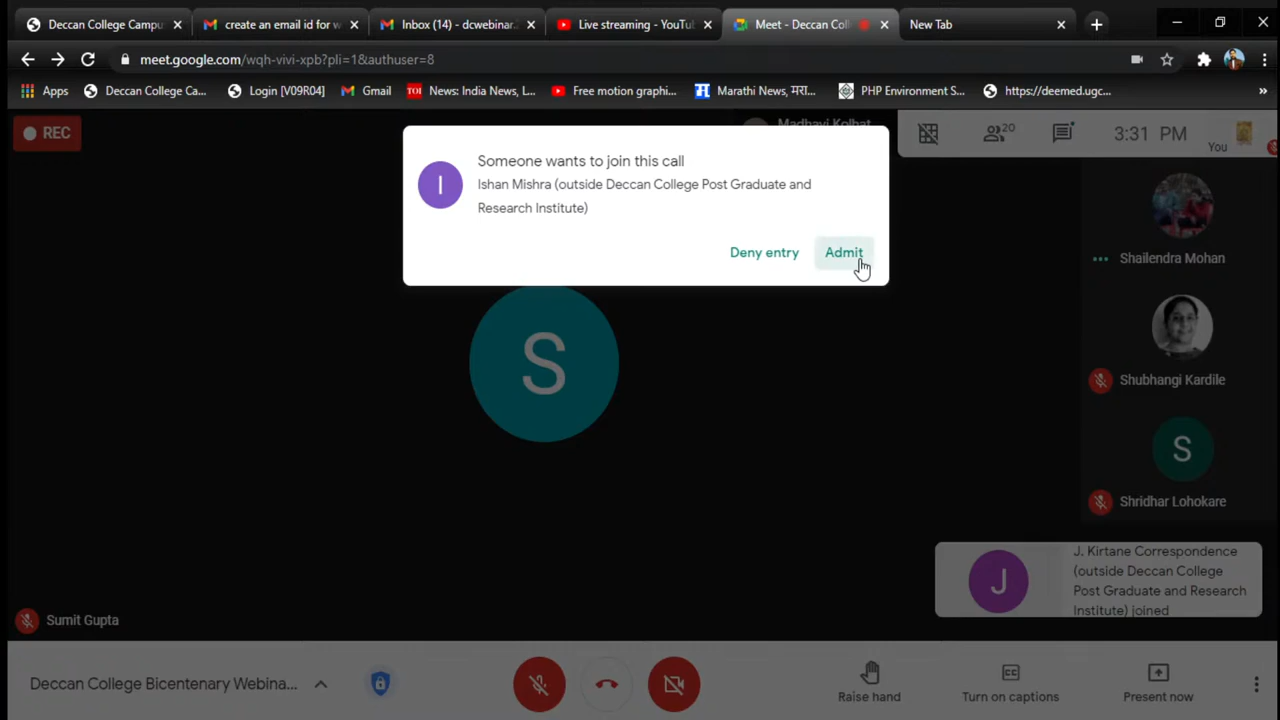 Deccan College Campu
create an email id for w
Inbox (14) - dcwebinar.
Live streaming - YouTu
Meet - Deccan Coll
New Tab
meet.google.com/wqh-vivi-xpb?pli=1&authuser=8
Apps
Deccan College Ca...
Login [V09R04]
Gmail
TOI
News: India News, L...
Free motion graphi...
Marathi News, मरा...
PHP Environment S...
https://deemed.ugc...
»
REC
Madhavi Kolhat
20
3:31 PM
You
Someone wants to join this call
I
Ishan Mishra (outside Deccan College Post Graduate and
Research Institute)
Deny entry
Admit
S
Shailendra Mohan
Shubhangi Kardile
S
Shridhar Lohokare
J
J. Kirtane Correspondence
(outside Deccan College
Post Graduate and Research
Institute) joined
Sumit Gupta
Deccan College Bicentenary Webina...
Raise hand
Turn on captions
Present now